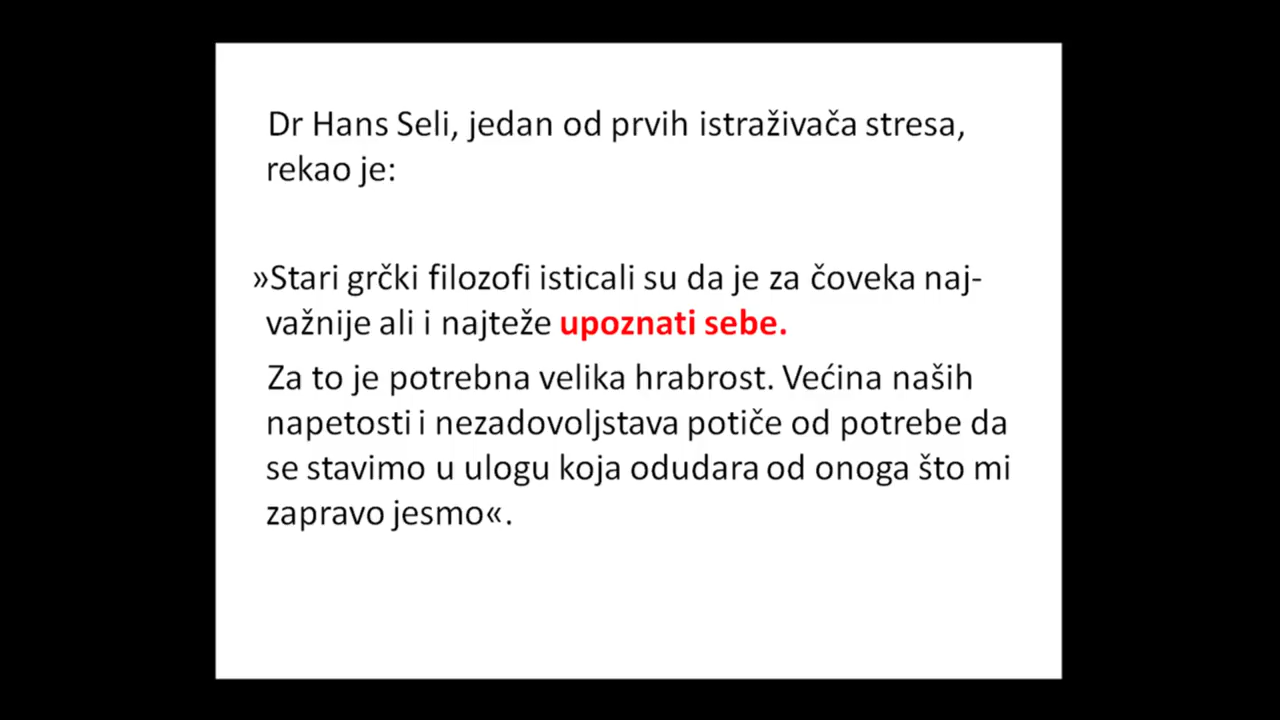 Dr Hans Seli, jedan od prvih istraživača stresa,
rekao je:
»Stari grčki filozofi isticali su da je za čoveka naj-
važnije ali i najteže upoznati sebe.
Za to je potrebna velika hrabrost. Većina naših
napetosti i nezadovoljstava potiče od potrebe da
se stavimo u ulogu koja odudara od onoga što mi
zapravo jesmo«.